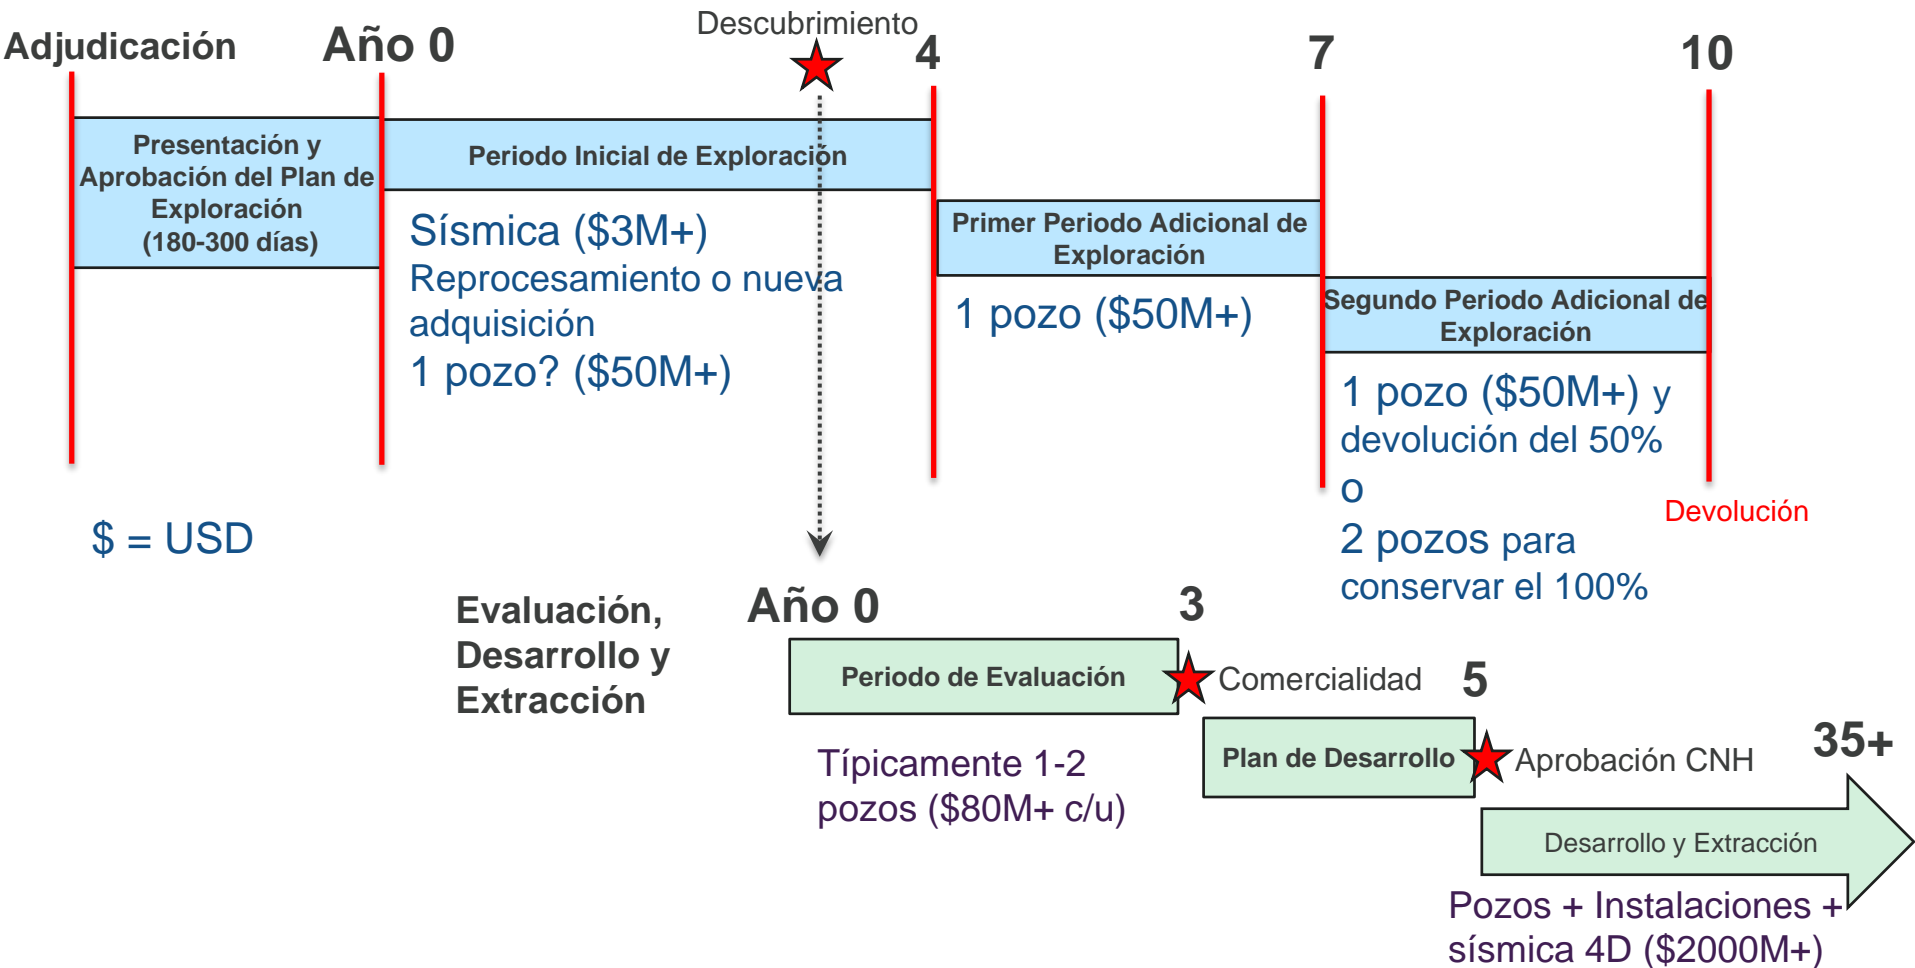 Descubrimiento
Adjudicación
Año 0
4
7
10
Presentación y
Aprobación del Plan de
Exploración
(180-300 días)
Periodo Inicial de Exploración
Sísmica ($3M+)
Reprocesamiento o nueva
adquisición
1 pozo? ($50M+)
Primer Periodo Adicional de
Exploración
1 pozo ($50M+)
Segundo Periodo Adicional de
Exploración
1 pozo ($50M+) y
devolución del 50%
o
2 pozos para
conservar el 100%
Devolución
$ = USD
Evaluación,
Desarrollo y
Extracción
Año 0
3
Periodo de Evaluación
Comercialidad
5
Típicamente 1-2
pozos ($80M+ c/u)
Plan de Desarrollo
Aprobación CNH
35+
Desarrollo y Extracción
Pozos + Instalaciones +
sísmica 4D ($2000M+)